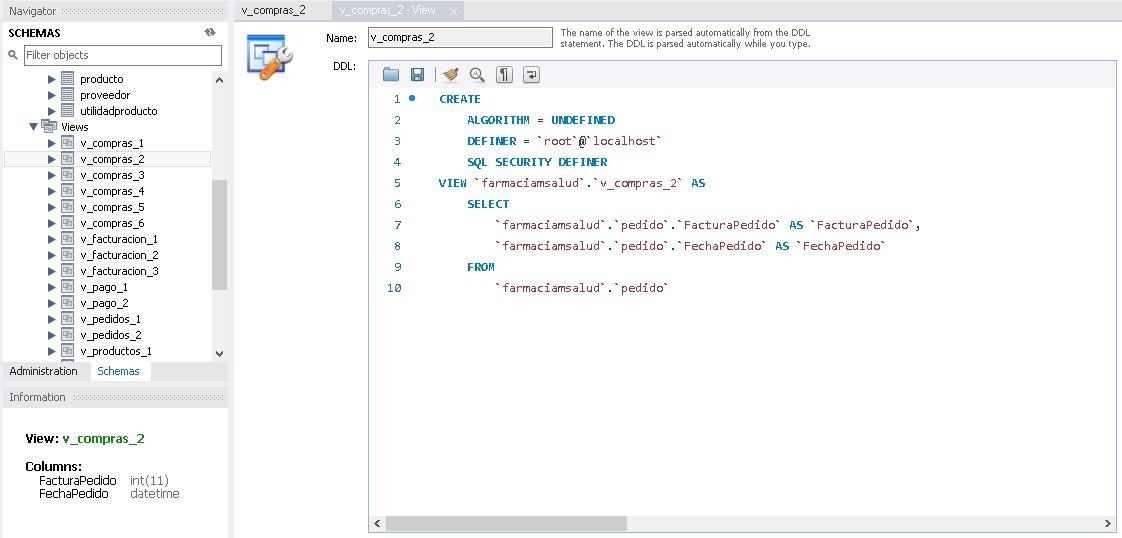 Navigator
SCHEMAS
Filter objects
producto
proveedor
utilidadproducto
Views
v_compras_1
v_compras_2
v_compras_3
v_compras_4
v_compras_5
v_compras_6
v_facturacion_1
v_facturacion_2
v_facturacion_3
v_pago_1
v_pago_2
v_pedidos_1
v_pedidos_2
v_productos_1
Administration Schemas
Information
View: v_compras_2
Columns:
FacturaPedido int(11)
FechaPedido datetime
v_compras_2 v_compras_2 - View ×
Name: v_compras_2
The name of the view is parsed automatically from the DDL
statement. The DDL is parsed automatically while you type.
DDL:
1 CREATE
2 ALGORITHM = UNDEFINED
3 DEFINER = `root`@`localhost`
4 SQL SECURITY DEFINER
5 VIEW `farmaciamsalud`.`v_compras_2` AS
6 SELECT
7 `farmaciamsalud`.`pedido`.`FacturaPedido` AS `FacturaPedido`,
8 `farmaciamsalud`.`pedido`.`FechaPedido` AS `FechaPedido`
9 FROM
10 `farmaciamsalud`.`pedido`